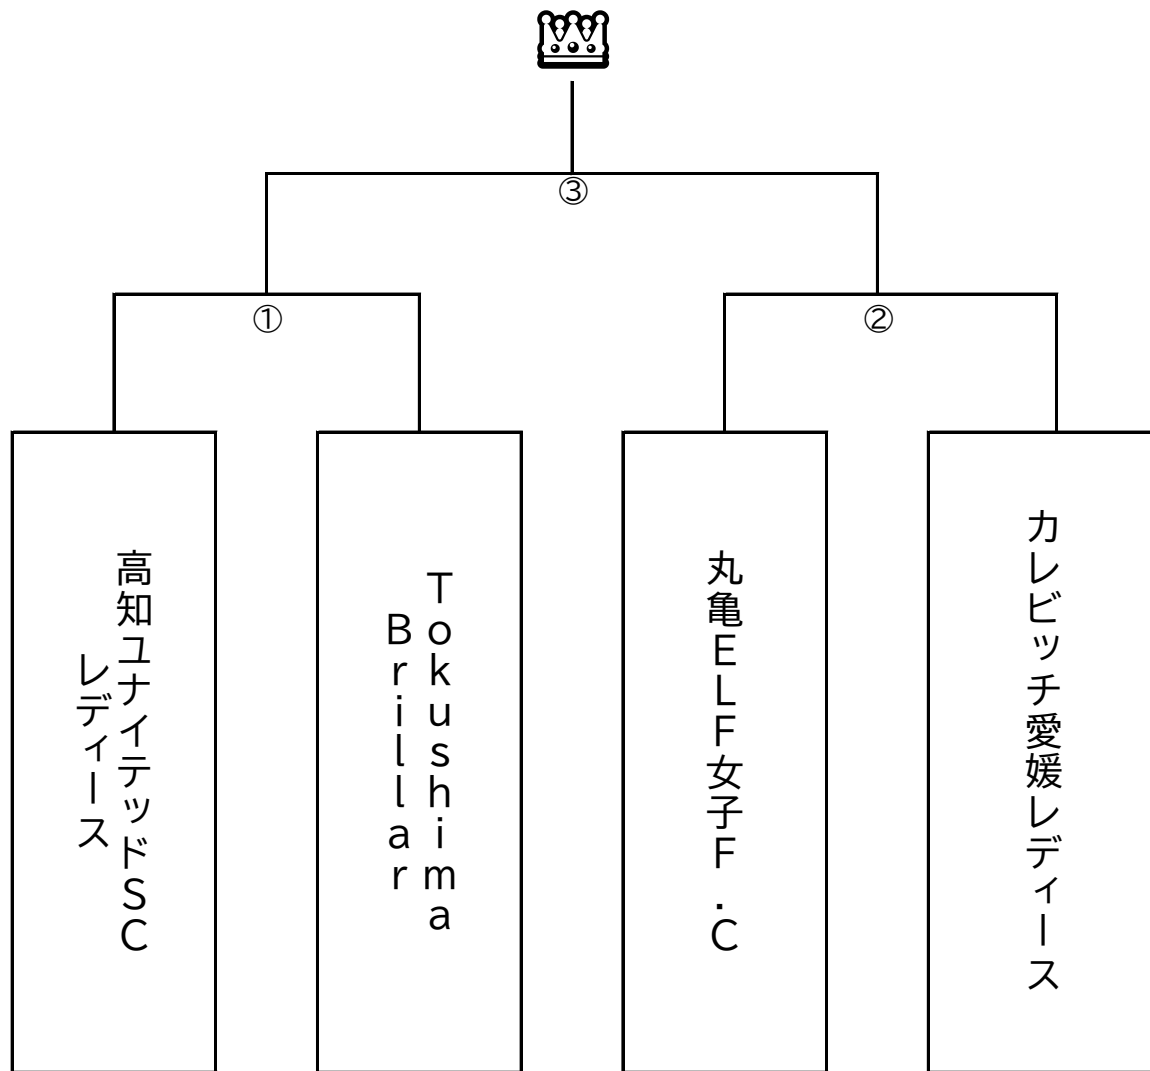 ③
①
②
高知ユナイテッドSC
レディース
Tokushima
Brillar
丸亀ELF女子F.C
カレビッチ愛媛レディース